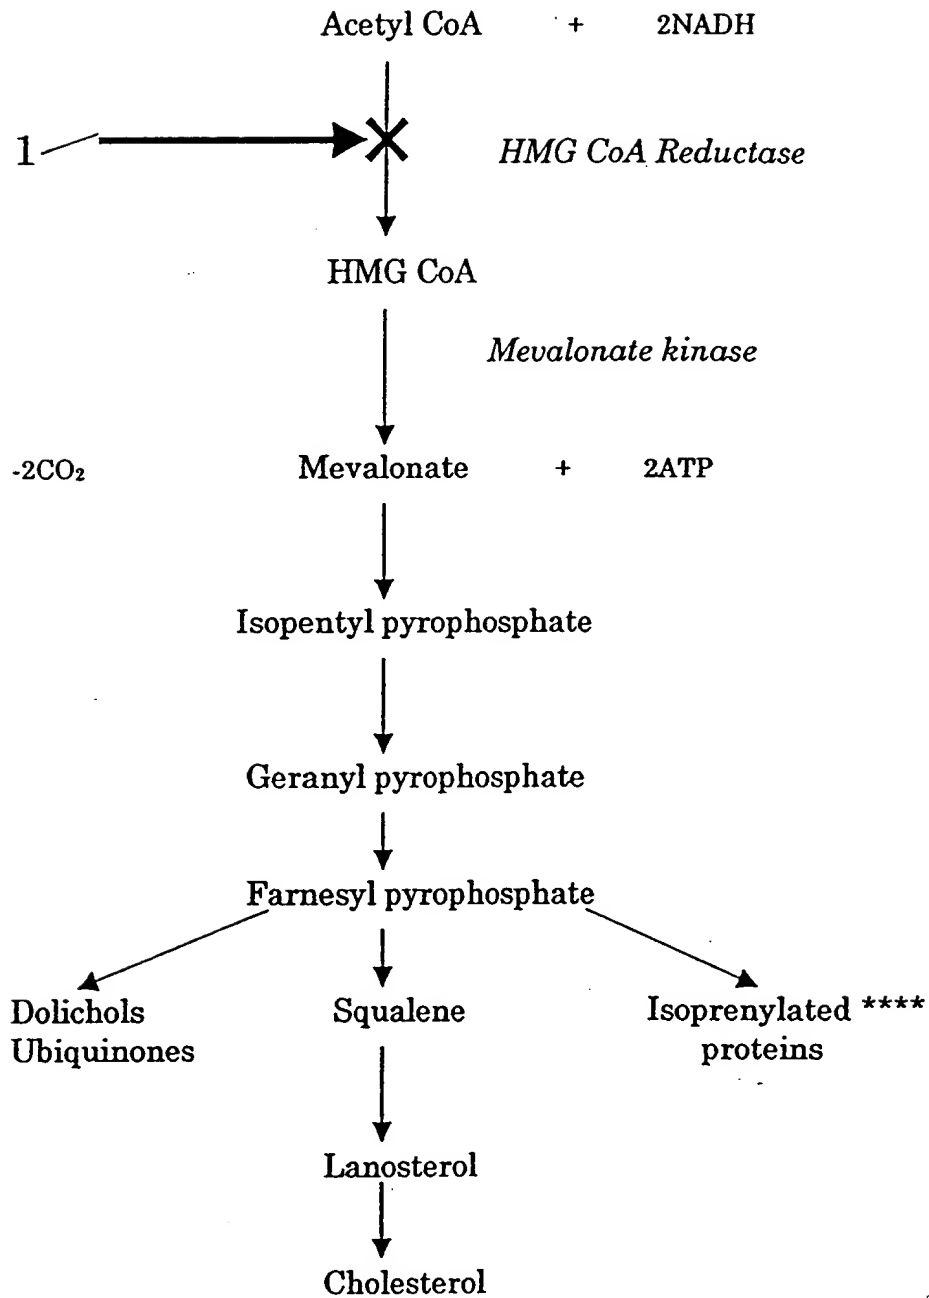 Acetyl CoA + 2NADH
1
HMG CoA Reductase
HMG CoA
Mevalonate kinase
-2CO₂ Mevalonate + 2ATP
Isopentyl pyrophosphate
Geranyl pyrophosphate
Farnesyl pyrophosphate
Dolichols Squalene Isoprenylated ****
Ubiquinones proteins
Lanosterol
Cholesterol